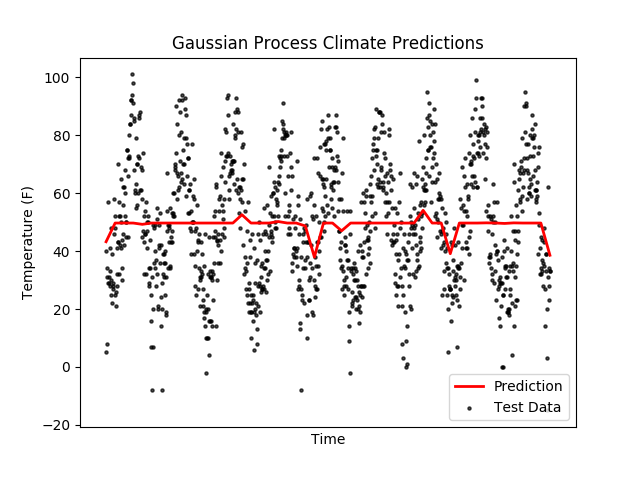 Gaussian Process Climate Predictions
100
80
60
40
20
0
−20
Temperature (F)
Time
Prediction
Test Data